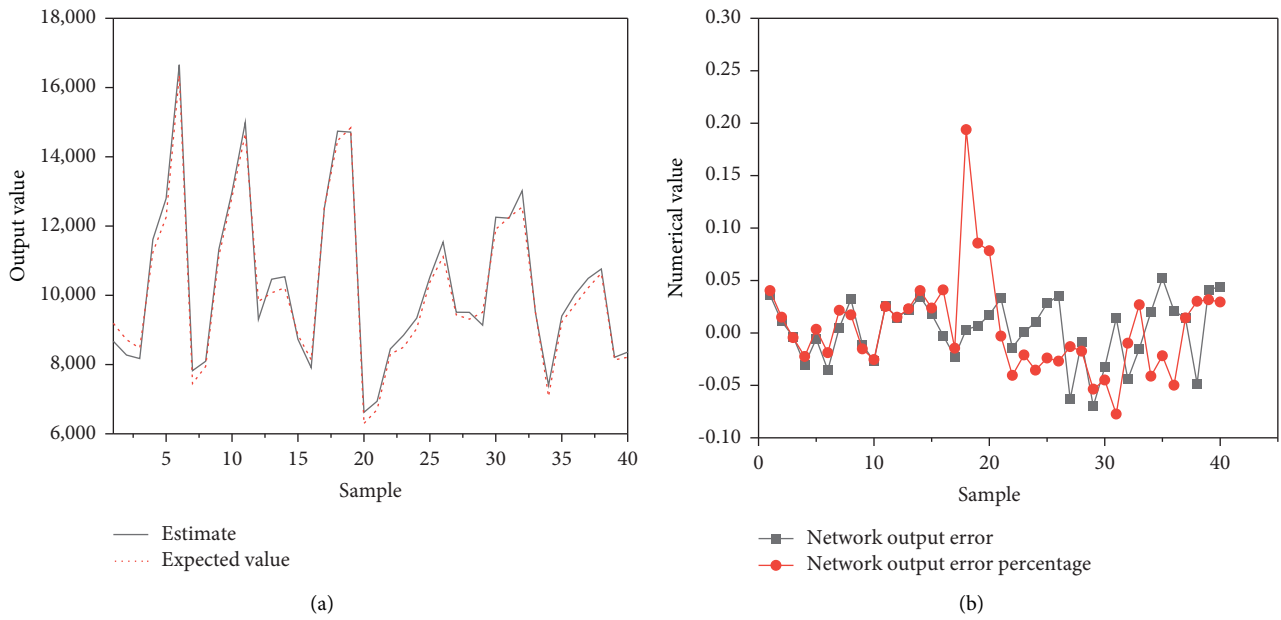 18,000
16,000
14,000
12,000
10,000
8,000
6,000
Output value
5
10
15
20
25
30
35
40
Sample
Estimate
Expected value
(a)
0.30
0.25
0.20
0.15
0.10
0.05
0.00
-0.05
-0.10
Numerical value
0
10
20
30
40
Sample
Network output error
Network output error percentage
(b)